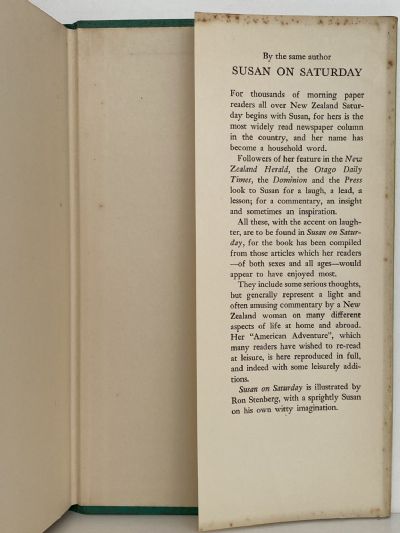 By the same author
SUSAN ON SATURDAY
For thousands of morning paper
readers all over New Zealand Satur-
day begins with Susan, for hers is the
most widely read newspaper column
in the country, and her name has
become a household word.
Followers of her feature in the New
Zealand Herald, the Otago Daily
Times, the Dominion and the Press
look to Susan for a laugh, a lead, a
lesson; for a commentary, an insight
and sometimes an inspiration.
All these, with the accent on laugh-
ter, are to be found in Susan on Satur-
day, for the book has been compiled
from those articles which her readers
—of both sexes and all ages—would
appear to have enjoyed most.
They include some serious thoughts,
but generally represent a light and
often amusing commentary by a New
Zealand woman on many different
aspects of life at home and abroad.
Her "American Adventure", which
many readers have wished to re-read
at leisure, is here reproduced in full,
and indeed with some leisurely addi-
tions.
Susan on Saturday is illustrated by
Ron Stenberg, with a sprightly Susan
on his own witty imagination.